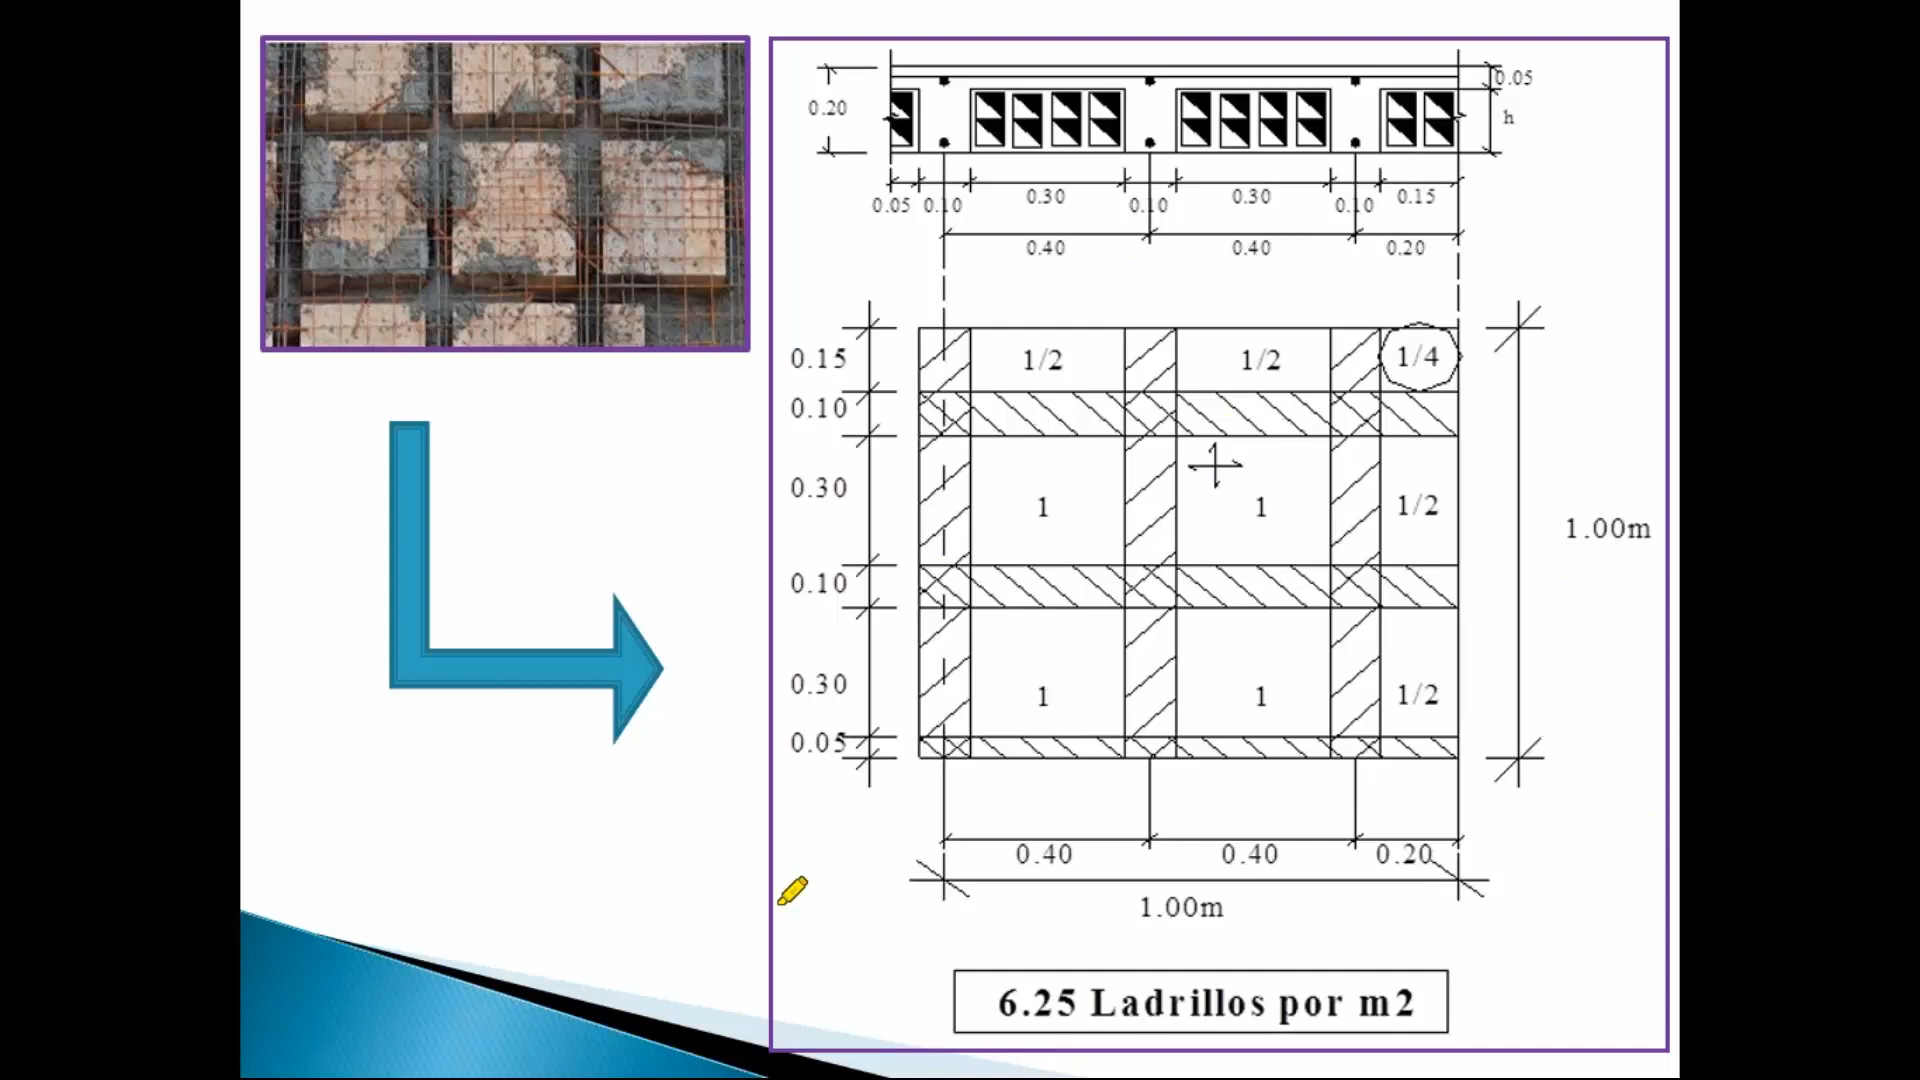 0.05
0.20
h
0.05 0.10 0.30 0.10 0.30 0.10 0.15
0.40 0.40 0.20
0.15 1/2 1/2 1/4
0.10
0.30 1 1 1/2
1.00m
0.10
0.30 1 1 1/2
0.05
0.40 0.40 0.20
1.00m
6.25 Ladrillos por m2